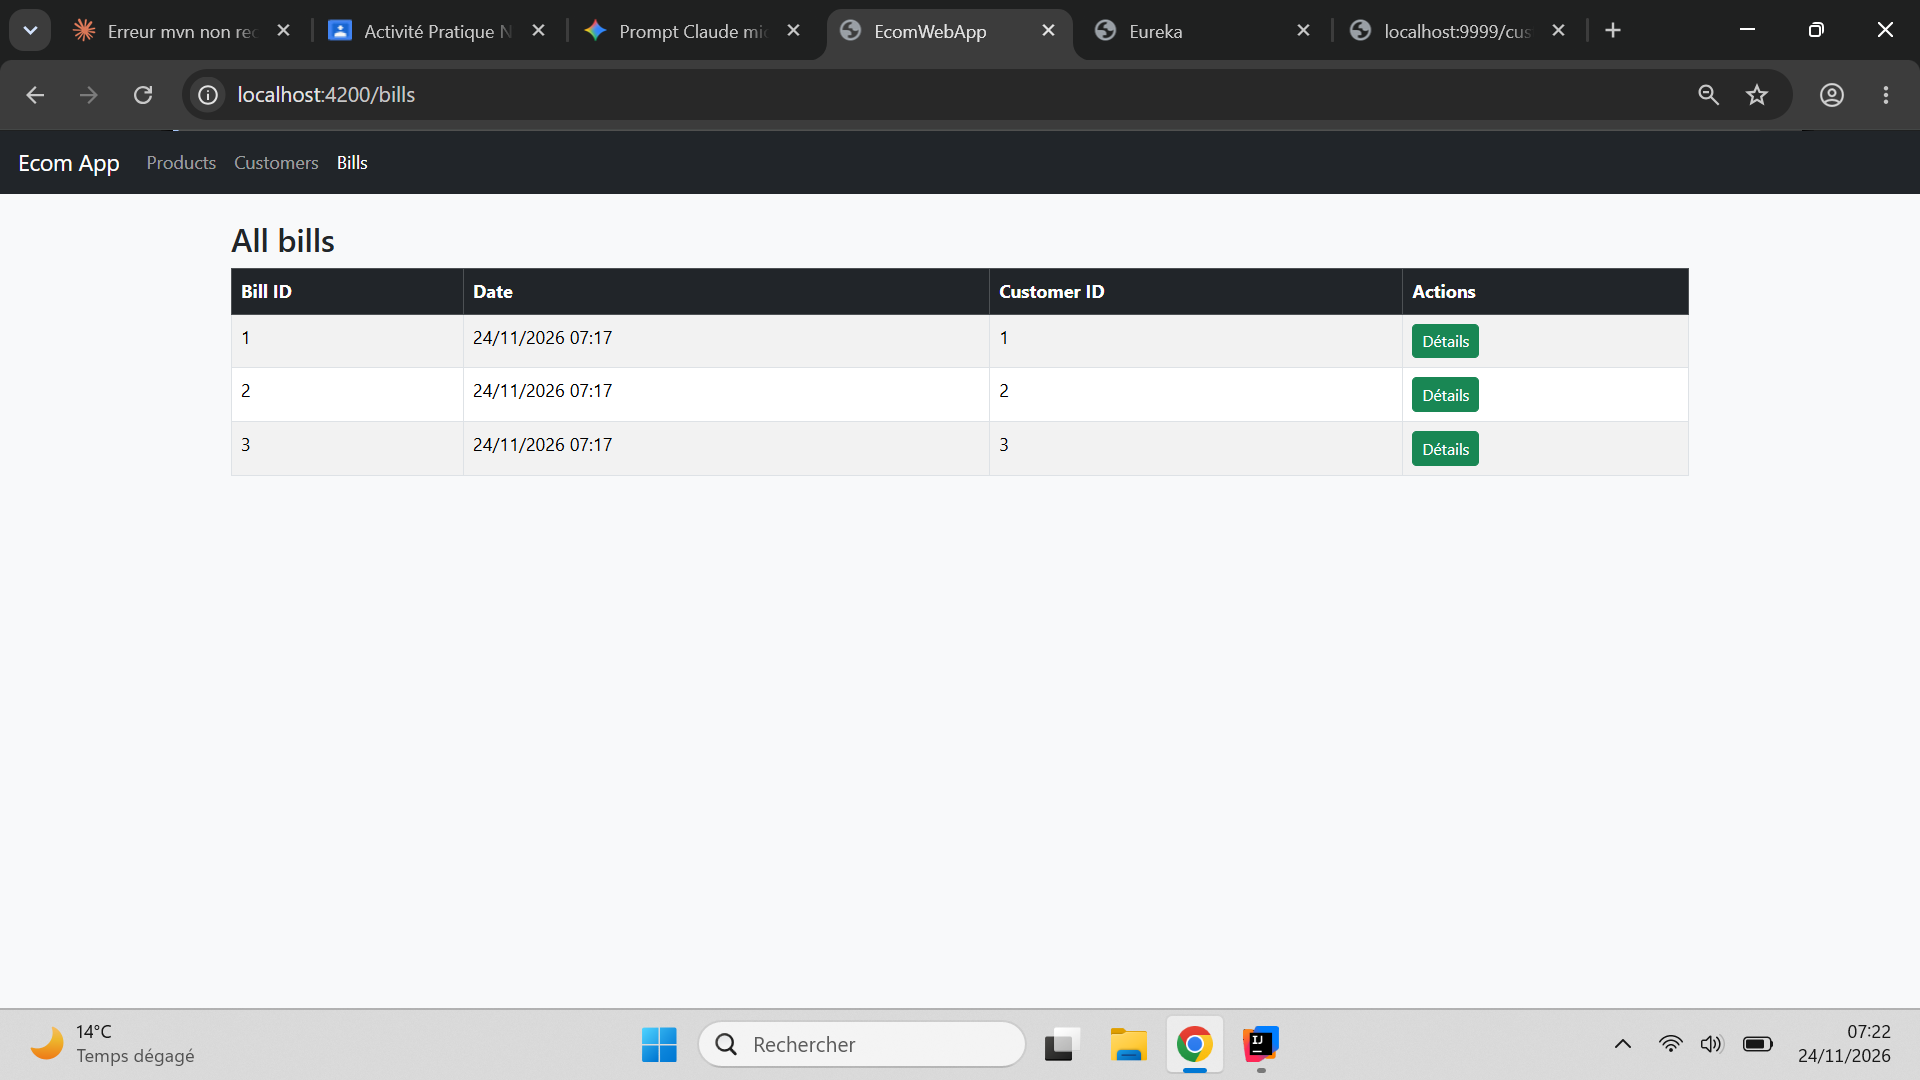 Erreur mvn non rec
Activité Pratique N
Prompt Claude mi
EcomWebApp
Eureka
localhost:9999/cus
localhost:4200/bills
Ecom App Products Customers Bills
All bills
Bill ID Date Customer ID Actions
1 24/11/2026 07:17 1 Détails
2 24/11/2026 07:17 2 Détails
3 24/11/2026 07:17 3 Détails
14°C
Temps dégagé
Rechercher
IJ
07:22
24/11/2026